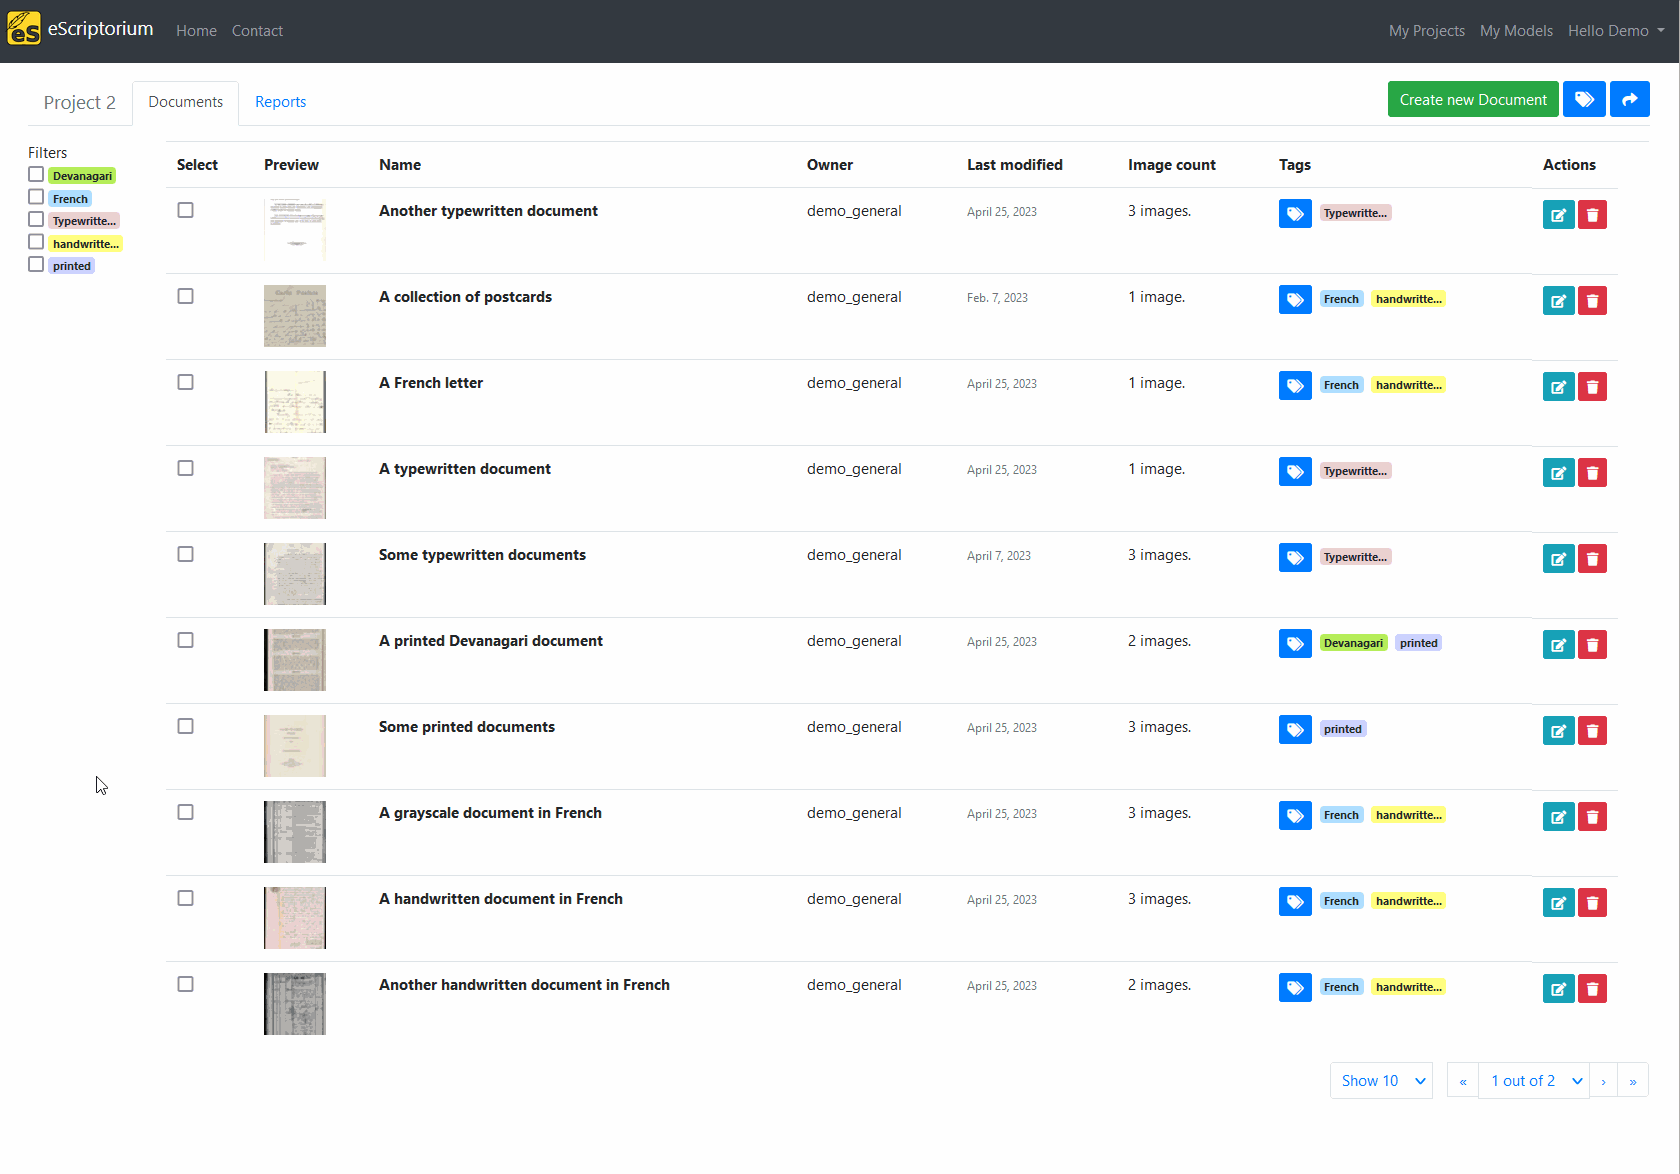 eS eScriptorium Home Contact My Projects My Models Hello Demo
Project 2 Documents Reports Create new Document
Filters
Devanagari
French
Typewritte...
handwritte...
printed
Select Preview Name Owner Last modified Image count Tags Actions
Another typewritten document demo_general April 25, 2023 3 images. Typewritte...
A collection of postcards demo_general Feb. 7, 2023 1 image. French handwritte...
A French letter demo_general April 25, 2023 1 image. French handwritte...
A typewritten document demo_general April 25, 2023 1 image. Typewritte...
Some typewritten documents demo_general April 7, 2023 3 images. Typewritte...
A printed Devanagari document demo_general April 25, 2023 2 images. Devanagari printed
Some printed documents demo_general April 25, 2023 3 images. printed
A grayscale document in French demo_general April 25, 2023 3 images. French handwritte...
A handwritten document in French demo_general April 25, 2023 3 images. French handwritte...
Another handwritten document in French demo_general April 25, 2023 2 images. French handwritte...
Show 10 « 1 out of 2 › »